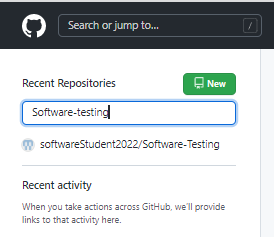 Search or jump to...
/
Recent Repositories
New
Software-testing
softwareStudent2022/Software-Testing
Recent activity
When you take actions across GitHub, we'll provide
links to that activity here.